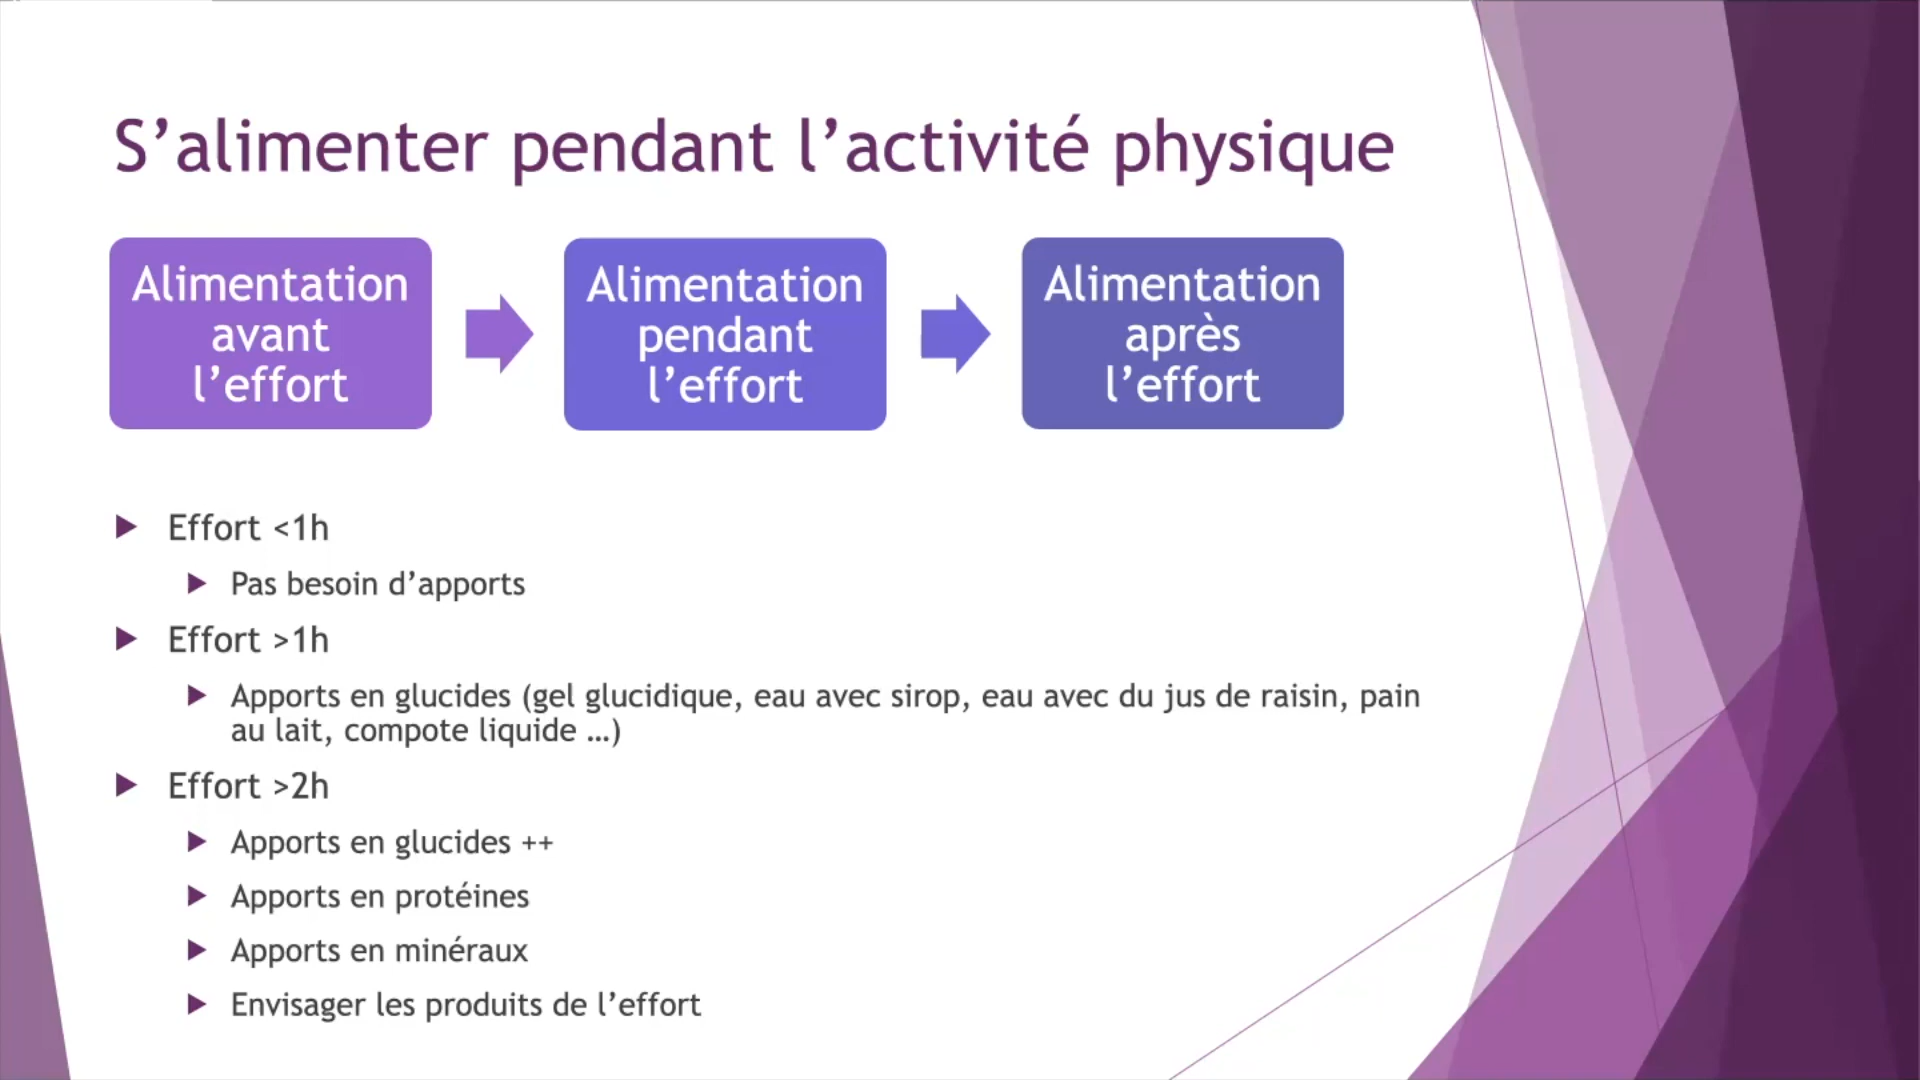 S’alimenter pendant l’activité physique
Alimentation
avant
l’effort
Alimentation
pendant
l’effort
Alimentation
après
l’effort
Effort <1h
Pas besoin d’apports
Effort >1h
Apports en glucides (gel glucidique, eau avec sirop, eau avec du jus de raisin, pain
au lait, compote liquide …)
Effort >2h
Apports en glucides ++
Apports en protéines
Apports en minéraux
Envisager les produits de l’effort